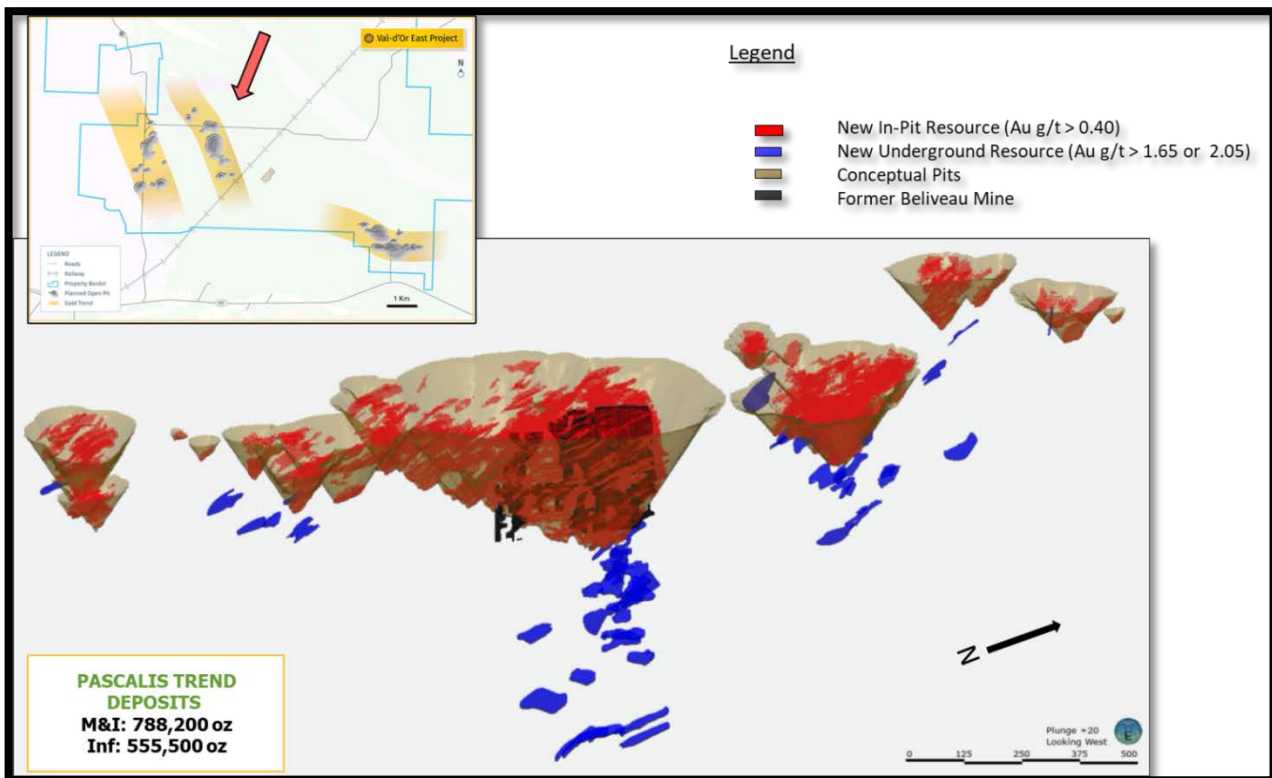 Val-d'Or East Project
N
LEGEND
Roads
Railway
Property Border
Planned Open Pit
Gold Trend
1 Km
Legend
New In-Pit Resource (Au g/t > 0.40)
New Underground Resource (Au g/t > 1.65 or 2.05)
Conceptual Pits
Former Beliveau Mine
N
PASCALIS TREND
DEPOSITS
M&I: 788,200 oz
Inf: 555,500 oz
Plunge +20
Looking West
E
0 125 250 375 500